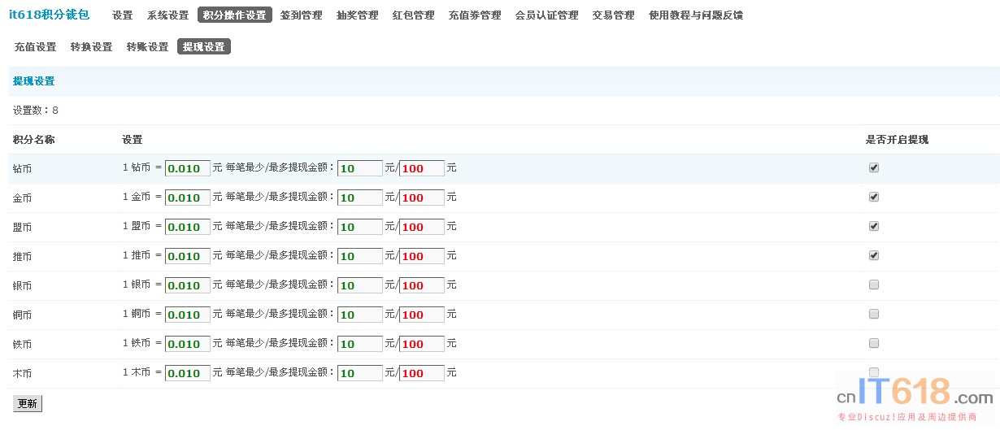 it618积分钱包 设置 系统设置 积分操作设置 签到管理 抽奖管理 红包管理 充值券管理 会员认证管理 交易管理 使用教程与问题反馈
充值设置 转换设置 转账设置 提现设置
提现设置
设置数：8
积分名称 设置 是否开启提现
钻币 1 钻币 = 0.010 元 每笔最少/最多提现金额： 10 元/ 100 元
金币 1 金币 = 0.010 元 每笔最少/最多提现金额： 10 元/ 100 元
盟币 1 盟币 = 0.010 元 每笔最少/最多提现金额： 10 元/ 100 元
推币 1 推币 = 0.010 元 每笔最少/最多提现金额： 10 元/ 100 元
银币 1 银币 = 0.010 元 每笔最少/最多提现金额： 10 元/ 100 元
铜币 1 铜币 = 0.010 元 每笔最少/最多提现金额： 10 元/ 100 元
铁币 1 铁币 = 0.010 元 每笔最少/最多提现金额： 10 元/ 100 元
木币 1 木币 = 0.010 元 每笔最少/最多提现金额： 10 元/ 100 元
更新
cnIT618.com
专业Discuz!应用及周边提供商